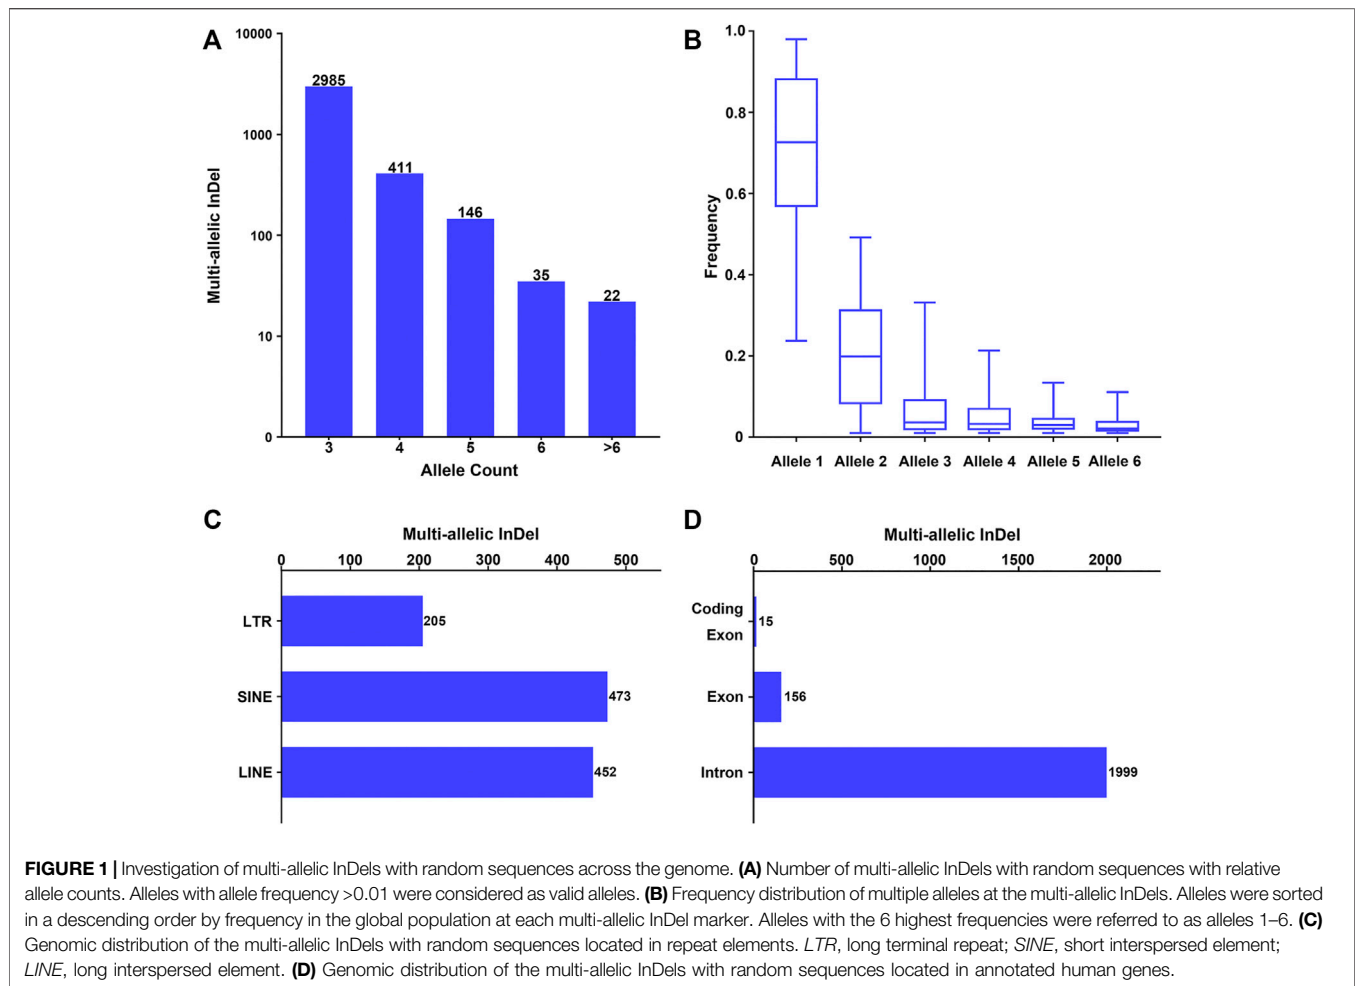 A
10000
1000
100
10
0
Multi-allelic InDel
2985
411
146
35
22
3 4 5 6 >6
Allele Count
B
1.0
0.8
0.6
0.4
0.2
0
Frequency
Allele 1 Allele 2 Allele 3 Allele 4 Allele 5 Allele 6
C
Multi-allelic InDel
0 100 200 300 400 500
LTR 205
SINE 473
LINE 452
D
Multi-allelic InDel
0 500 1000 1500 2000
Coding
Exon
15
Exon 156
Intron 1999
FIGURE 1 | Investigation of multi-allelic InDels with random sequences across the genome. (A) Number of multi-allelic InDels with random sequences with relative
allele counts. Alleles with allele frequency >0.01 were considered as valid alleles. (B) Frequency distribution of multiple alleles at the multi-allelic InDels. Alleles were sorted
in a descending order by frequency in the global population at each multi-allelic InDel marker. Alleles with the 6 highest frequencies were referred to as alleles 1–6. (C)
Genomic distribution of the multi-allelic InDels with random sequences located in repeat elements. LTR, long terminal repeat; SINE, short interspersed element;
LINE, long interspersed element. (D) Genomic distribution of the multi-allelic InDels with random sequences located in annotated human genes.